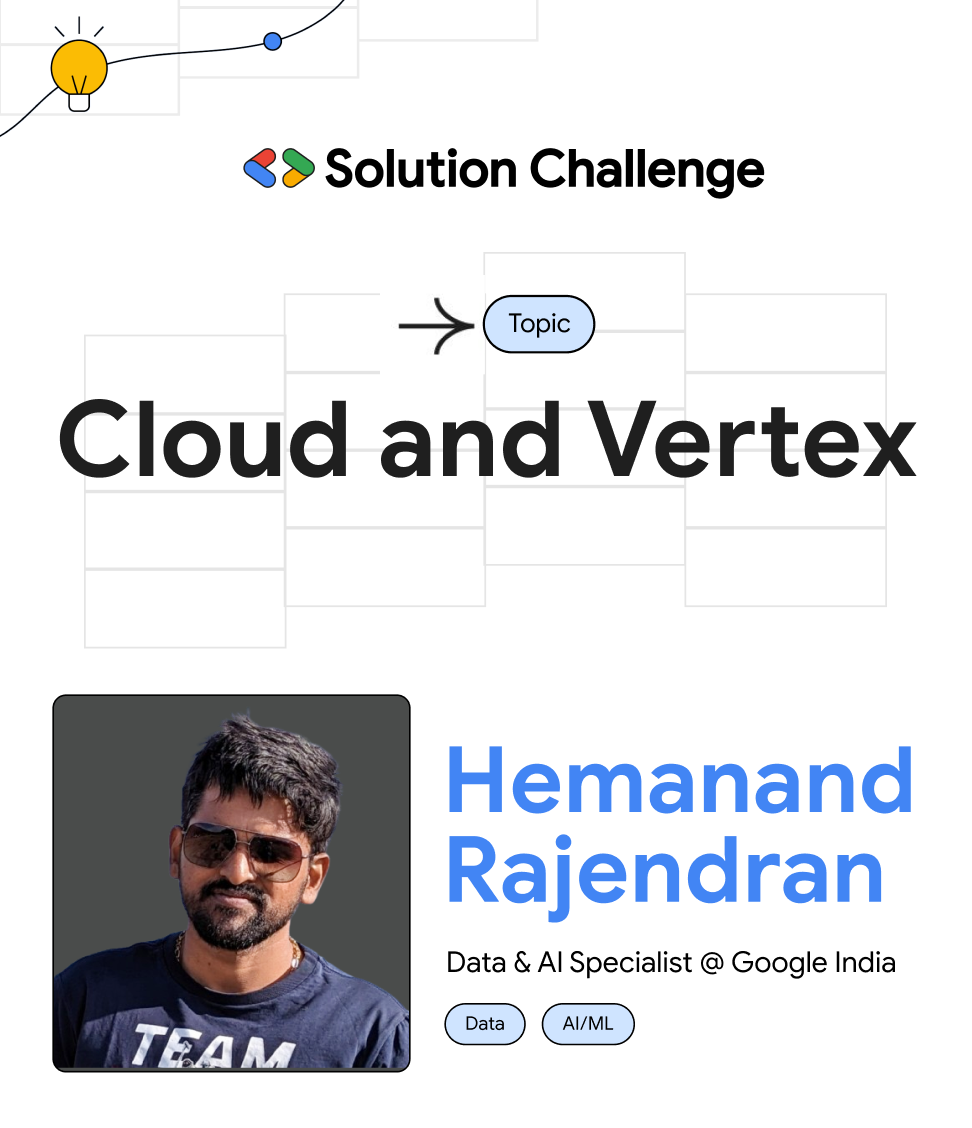 Solution Challenge
Topic
Cloud and Vertex
Hemanand
Rajendran
Data & AI Specialist @ Google India
Data AI/ML
TEAM